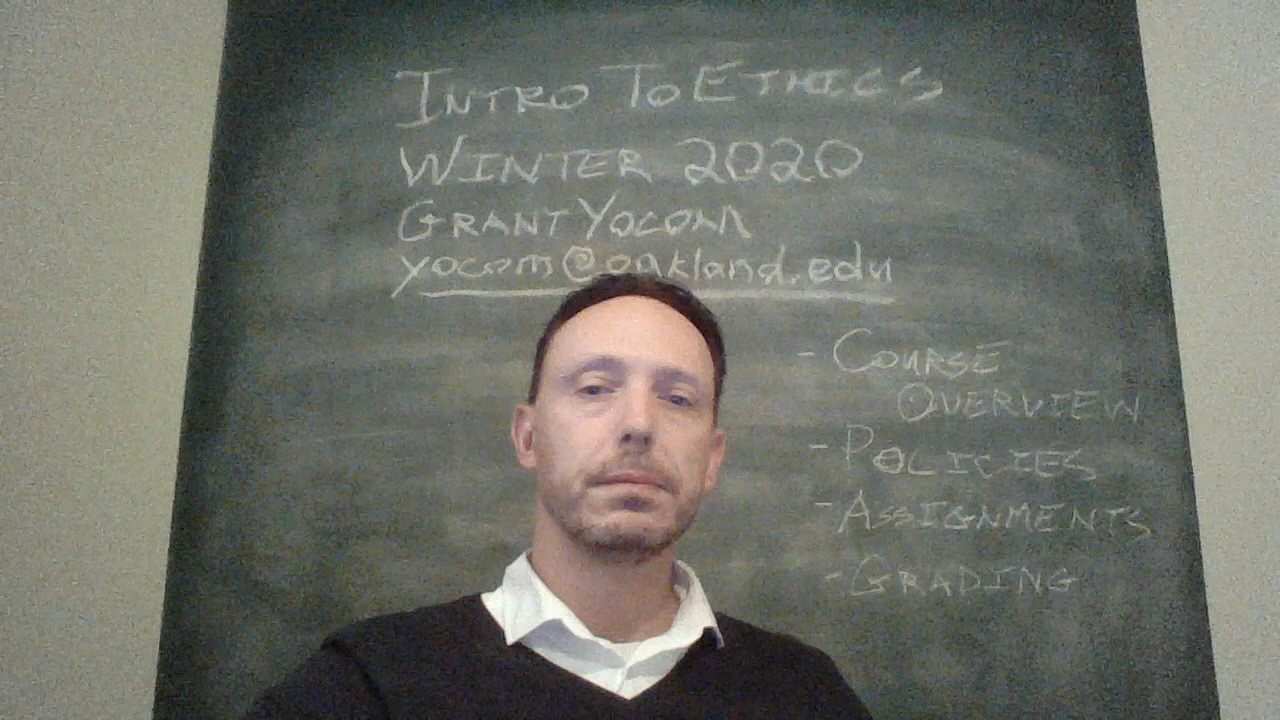 INTRO TO ETHICS
WINTER 2020
GRANT YOCOM
yocom@oakland.edu
- COURSE
OVERVIEW
- POLICIES
- ASSIGNMENTS
- GRADING